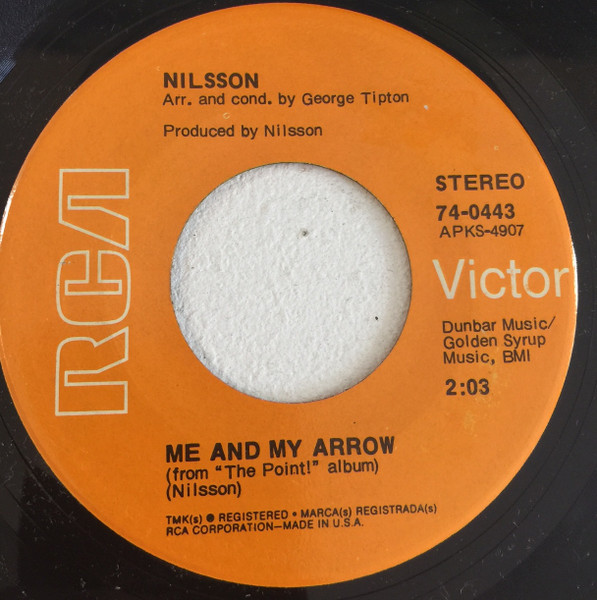 NILSSON
Arr. and cond. by George Tipton
Produced by Nilsson
RCA
STEREO
74-0443
APKS-4907
Victor
Dunbar Music/
Golden Syrup
Music, BMI
2:03
ME AND MY ARROW
(from "The Point!" album)
(Nilsson)
TMK(s) ® REGISTERED • MARCA(s) REGISTRADA(s)
RCA CORPORATION—MADE IN U.S.A.